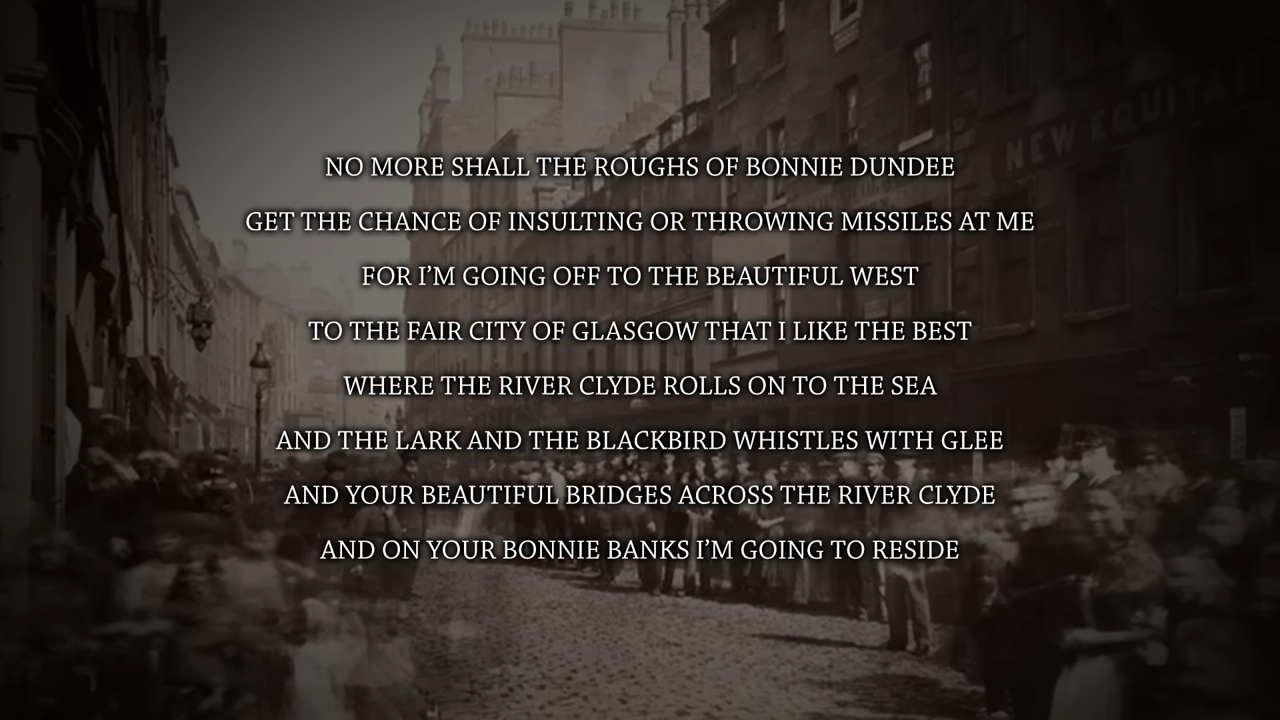 NEW EQUITA
NO MORE SHALL THE ROUGHS OF BONNIE DUNDEE
GET THE CHANCE OF INSULTING OR THROWING MISSILES AT ME
FOR I’M GOING OFF TO THE BEAUTIFUL WEST
TO THE FAIR CITY OF GLASGOW THAT I LIKE THE BEST
WHERE THE RIVER CLYDE ROLLS ON TO THE SEA
AND THE LARK AND THE BLACKBIRD WHISTLES WITH GLEE
AND YOUR BEAUTIFUL BRIDGES ACROSS THE RIVER CLYDE
AND ON YOUR BONNIE BANKS I’M GOING TO RESIDE